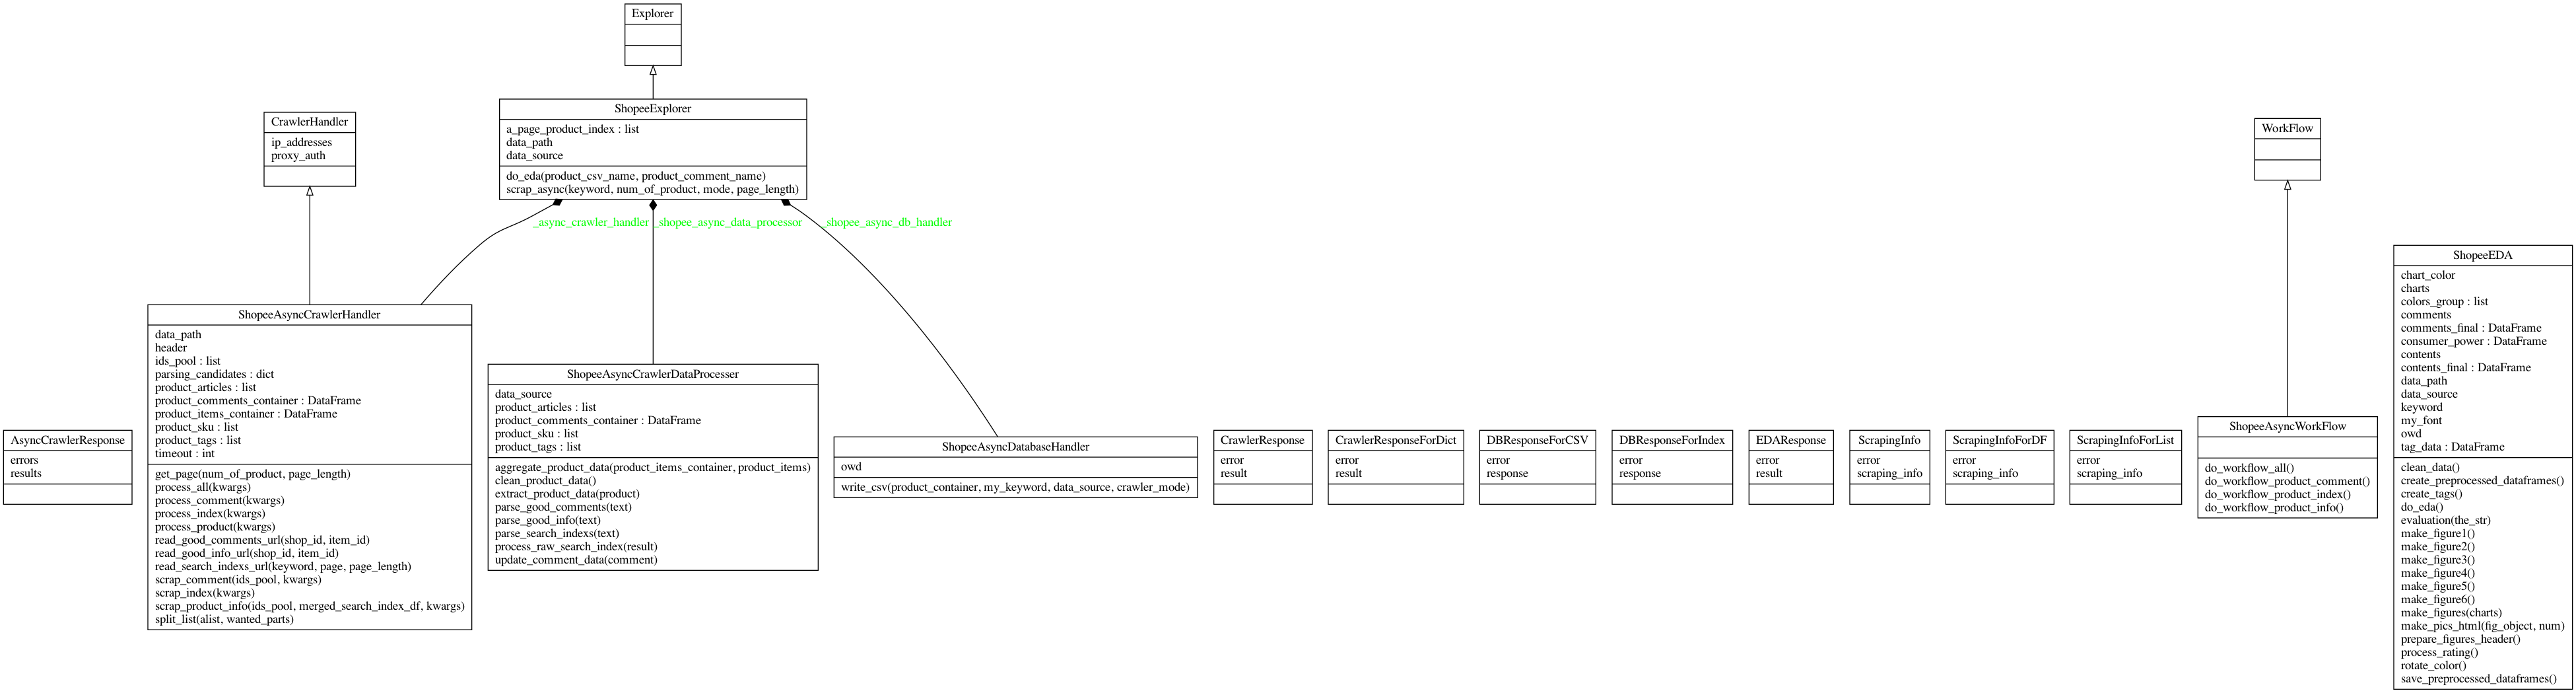 Explorer
ShopeeExplorer
a_page_product_index : list
data_path
data_source
do_eda(product_csv_name, product_comment_name)
scrap_async(keyword, num_of_product, mode, page_length)
CrawlerHandler
ip_addresses
proxy_auth
WorkFlow
_async_crawler_handler
_shopee_async_data_processor
_shopee_async_db_handler
AsyncCrawlerResponse
errors
results
ShopeeAsyncCrawlerHandler
data_path
header
ids_pool : list
parsing_candidates : dict
product_articles : list
product_comments_container : DataFrame
product_items_container : DataFrame
product_sku : list
product_tags : list
timeout : int
get_page(num_of_product, page_length)
process_all(kwargs)
process_comment(kwargs)
process_index(kwargs)
process_product(kwargs)
read_good_comments_url(shop_id, item_id)
read_good_info_url(shop_id, item_id)
read_search_indexs_url(keyword, page, page_length)
scrap_comment(ids_pool, kwargs)
scrap_index(kwargs)
scrap_product_info(ids_pool, merged_search_index_df, kwargs)
split_list(alist, wanted_parts)
ShopeeAsyncCrawlerDataProcesser
data_source
product_articles : list
product_comments_container : DataFrame
product_sku : list
product_tags : list
aggregate_product_data(product_items_container, product_items)
clean_product_data()
extract_product_data(product)
parse_good_comments(text)
parse_good_info(text)
parse_search_indexs(text)
process_raw_search_index(result)
update_comment_data(comment)
ShopeeAsyncDatabaseHandler
owd
write_csv(product_container, my_keyword, data_source, crawler_mode)
CrawlerResponse
error
result
CrawlerResponseForDict
error
result
DBResponseForCSV
error
response
DBResponseForIndex
error
response
EDAResponse
error
result
ScrapingInfo
error
scraping_info
ScrapingInfoForDF
error
scraping_info
ScrapingInfoForList
error
scraping_info
ShopeeAsyncWorkFlow
do_workflow_all()
do_workflow_product_comment()
do_workflow_product_index()
do_workflow_product_info()
ShopeeEDA
chart_color
charts
colors_group : list
comments
comments_final : DataFrame
consumer_power : DataFrame
contents
contents_final : DataFrame
data_path
data_source
keyword
my_font
owd
tag_data : DataFrame
clean_data()
create_preprocessed_dataframes()
create_tags()
do_eda()
evaluation(the_str)
make_figure1()
make_figure2()
make_figure3()
make_figure4()
make_figure5()
make_figure6()
make_figures(charts)
make_pics_html(fig_object, num)
prepare_figures_header()
process_rating()
rotate_color()
save_preprocessed_dataframes()